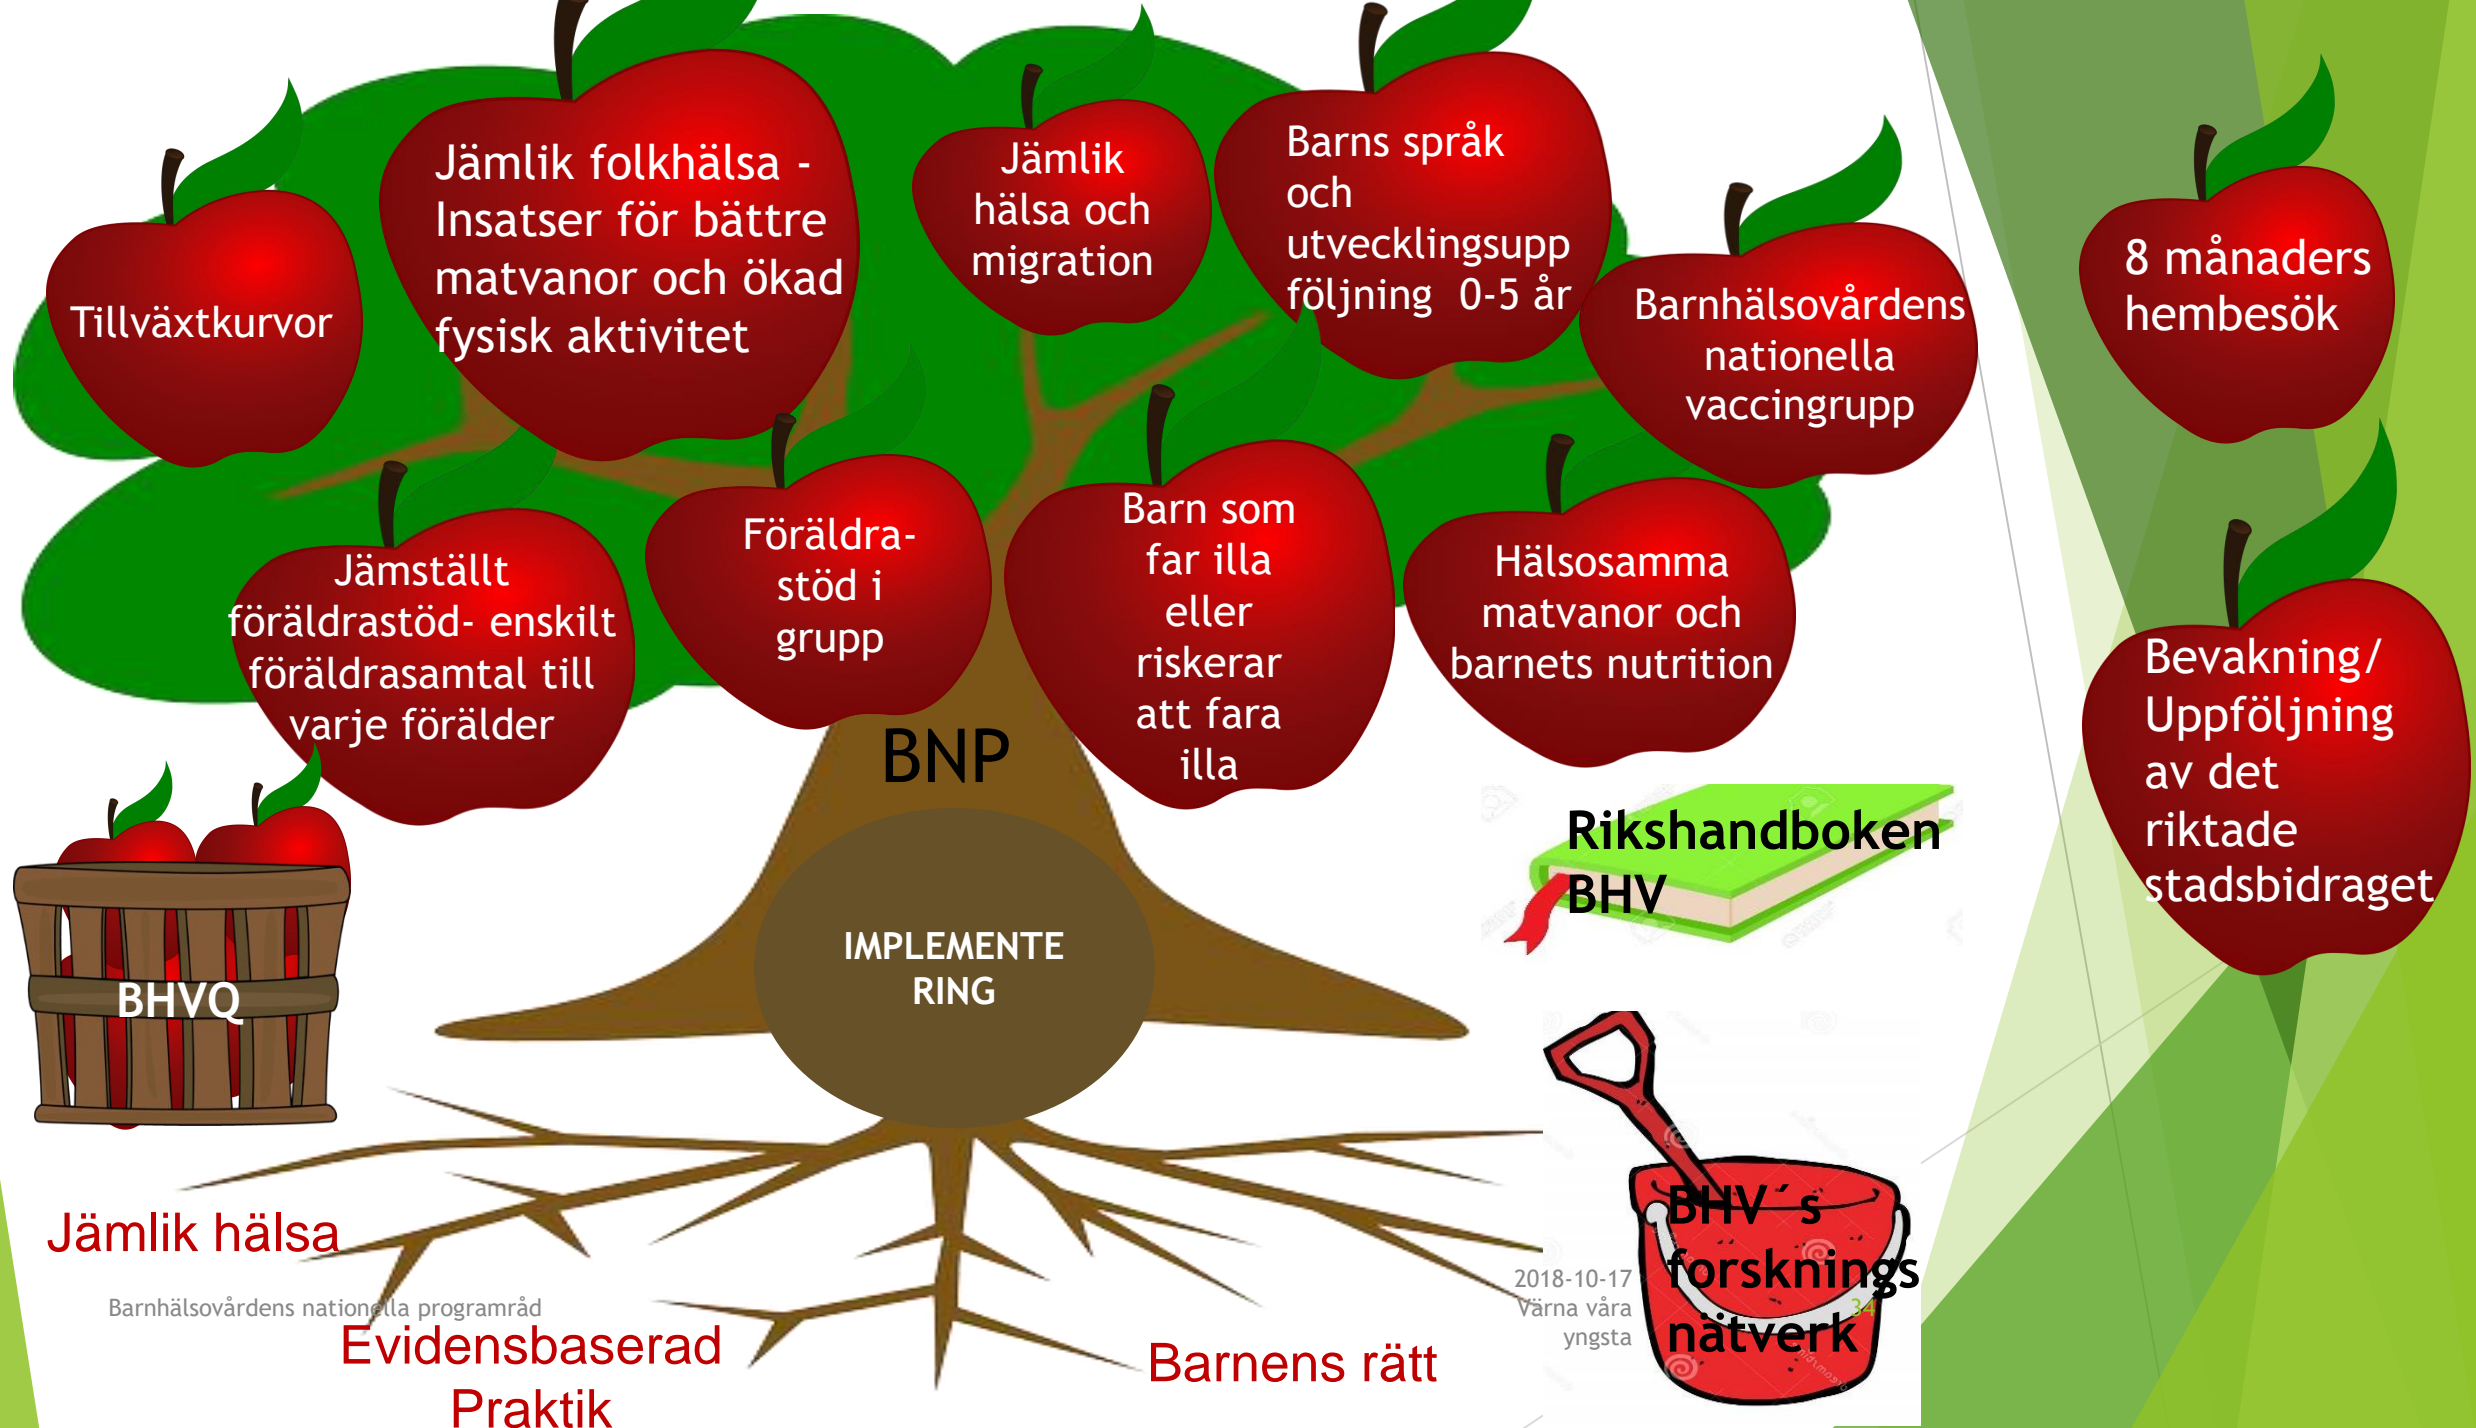 Tillväxtkurvor
Jämlik folkhälsa -
Insatser för bättre
matvanor och ökad
fysisk aktivitet
Jämlik
hälsa och
migration
Barns språk
och
utvecklingsupp
följning 0-5 år
Barnhälsovårdens
nationella
vaccingrupp
8 månaders
hembesök
Jämställt
föräldrastöd- enskilt
föräldrasamtal till
varje förälder
Föräldra-
stöd i
grupp
Barn som
far illa
eller
riskerar
att fara
illa
Hälsosamma
matvanor och
barnets nutrition
Bevakning/
Uppföljning
av det
riktade
stadsbidraget
BNP
IMPLEMENTE
RING
Rikshandboken
BHV
BHVQ
BHV´s
forsknings
nätverk
Jämlik hälsa
Evidensbaserad
Praktik
Barnens rätt
Barnhälsovårdens nationella programråd
2018-10-17
Värna våra
yngsta
34